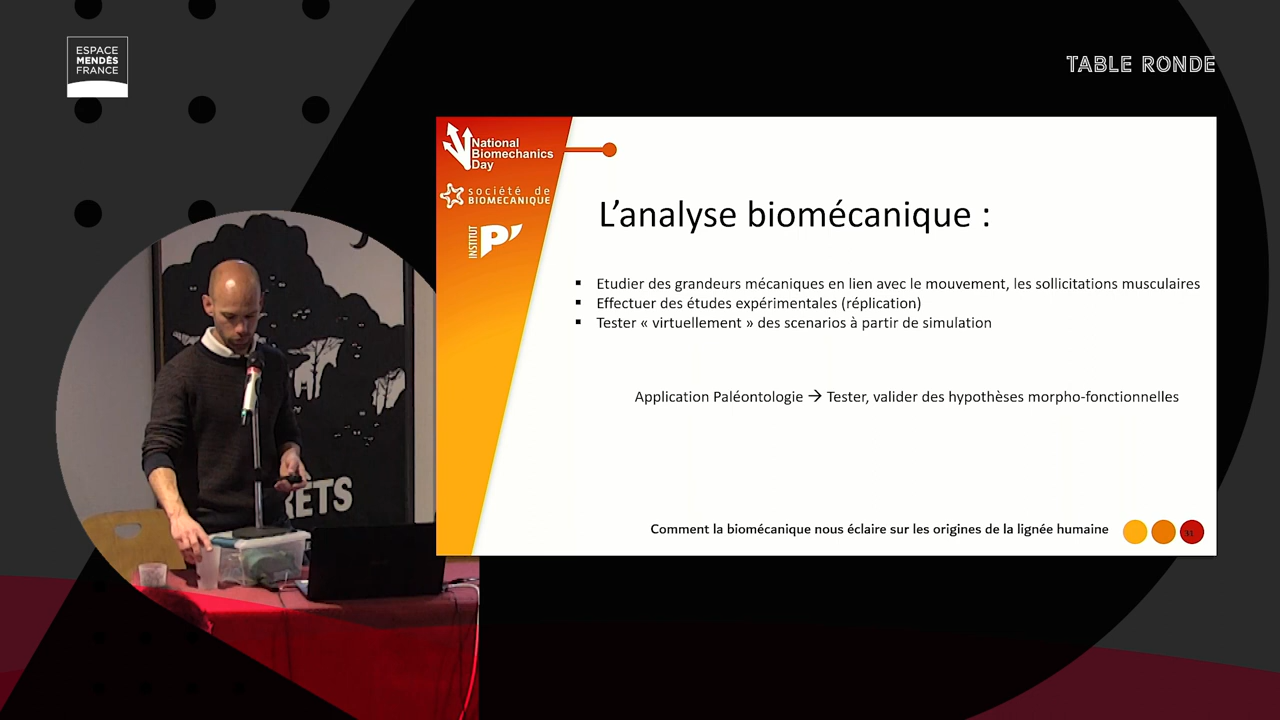 ESPACE
MENDÈS
FRANCE
TABLE RONDE
National
Biomechanics
Day
société de
BIOMECANIQUE
INSTITUT
P'
L’analyse biomécanique :
▪ Etudier des grandeurs mécaniques en lien avec le mouvement, les sollicitations musculaires
▪ Effectuer des études expérimentales (réplication)
▪ Tester « virtuellement » des scenarios à partir de simulation
Application Paléontologie → Tester, valider des hypothèses morpho-fonctionnelles
Comment la biomécanique nous éclaire sur les origines de la lignée humaine
RÊTS